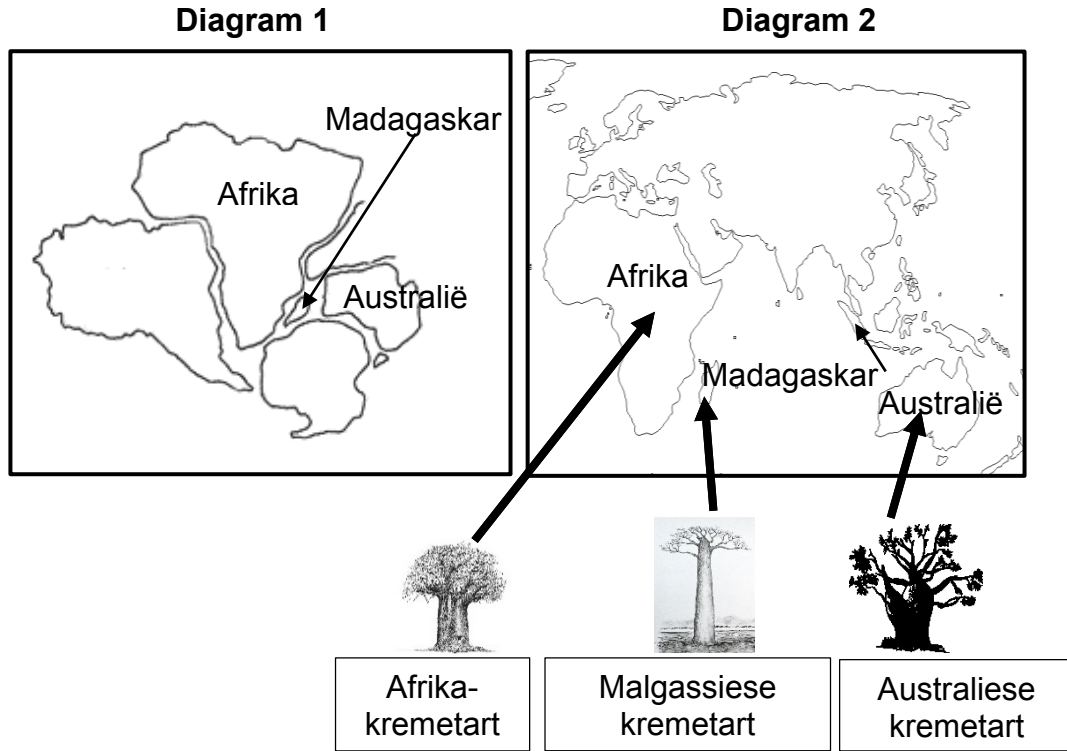 Diagram 1
Diagram 2
Madagaskar
Afrika
Australië
Afrika
Madagaskar
Australië
Afrika-
kremetart
Malgassiese
kremetart
Australiese
kremetart